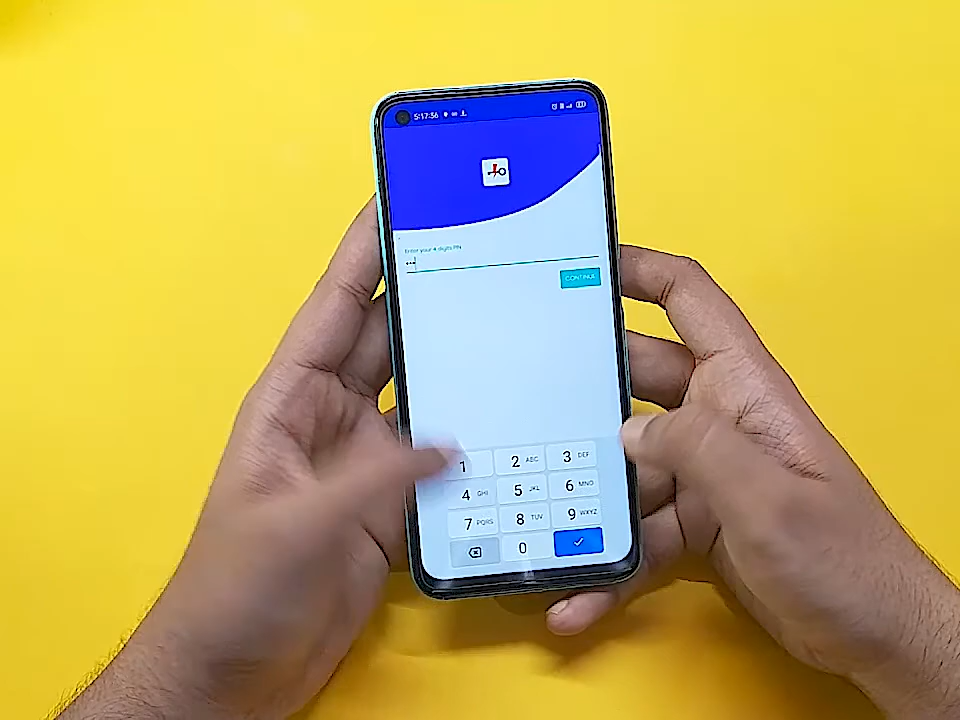 5:17:36
Enter your 4 digits PIN
CONTINUE
1
2 ABC
3 DEF
4 GHI
5 JKL
6 MNO
7 PQRS
8 TUV
9 WXYZ
0